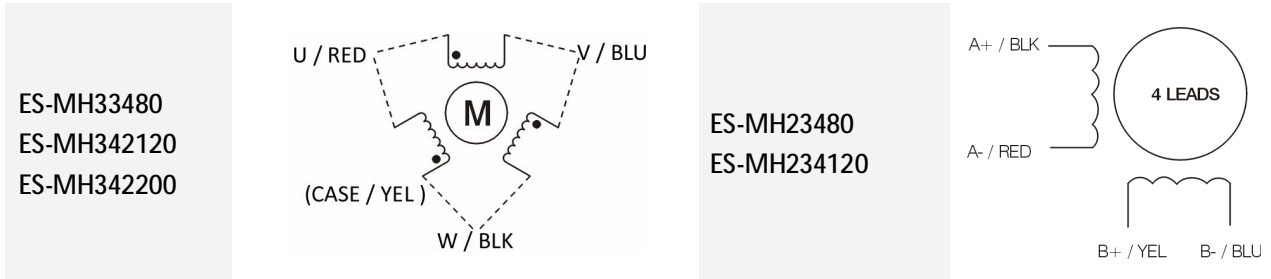 ES-MH33480
ES-MH342120
ES-MH342200
U / RED
V / BLU
M
(CASE / YEL )
W / BLK
ES-MH23480
ES-MH234120
A+ / BLK
4 LEADS
A- / RED
B+ / YEL
B- / BLU